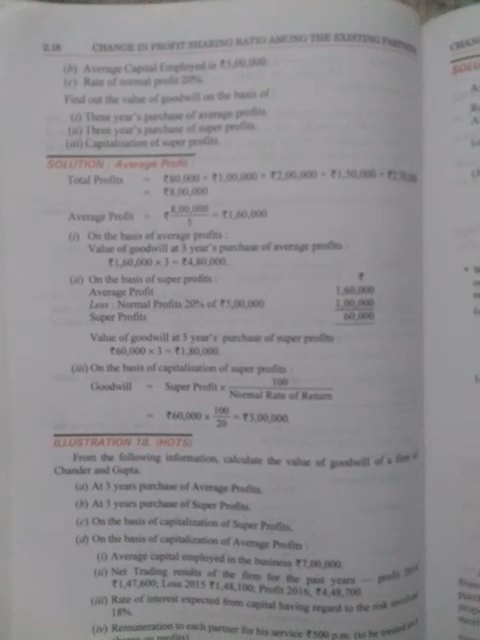 2.16 CHANGE IN PROFIT SHARING RATIO AMONG THE EXISTING
(b) Average Capital Employed is ₹5,00,000.
(c) Rate of normal profit 20%.
Find out the value of goodwill on the basis of :
(i) Three year's purchase of average profits.
(ii) Three year's purchase of super profits.
(iii) Capitalisation of super profits.
SOLUTION : Average Profit :
Total Profits = ₹80,000 + ₹1,00,000 + ₹2,00,000 + ₹1,50,000 +
= ₹8,00,000
Average Profit = ₹ 8,00,000 / 5 = ₹1,60,000
(i) On the basis of average profits :
Value of goodwill at 3 year's purchase of average profits :
₹1,60,000 × 3 = ₹4,80,000.
(ii) On the basis of super profits : ₹
Average Profit 1,60,000
Less : Normal Profits 20% of ₹5,00,000 1,00,000
Super Profits 60,000
Value of goodwill at 3 year's purchase of super profits
₹60,000 × 3 = ₹1,80,000.
(iii) On the basis of capitalisation of super profits :
Goodwill = Super Profit × 100 / Normal Rate of Return
= ₹60,000 × 100 / 20 = ₹3,00,000.
ILLUSTRATION 18. (HOTS)
From the following information, calculate the value of goodwill of a firm of
Chander and Gupta.
(a) At 3 years purchase of Average Profits.
(b) At 3 years purchase of Super Profits.
(c) On the basis of capitalization of Super Profits.
(d) On the basis of capitalization of Average Profits :
(i) Average capital employed in the business ₹7,00,000.
(ii) Net Trading results of the firm for the past years — profit 2014
₹1,47,600; Loss 2015 ₹1,48,100; Profit 2016, ₹4,48,700.
(iii) Rate of interest expected from capital having regard to the risk
18%.
(iv) Remuneration to each partner for his service ₹500 p.m. (to be treated